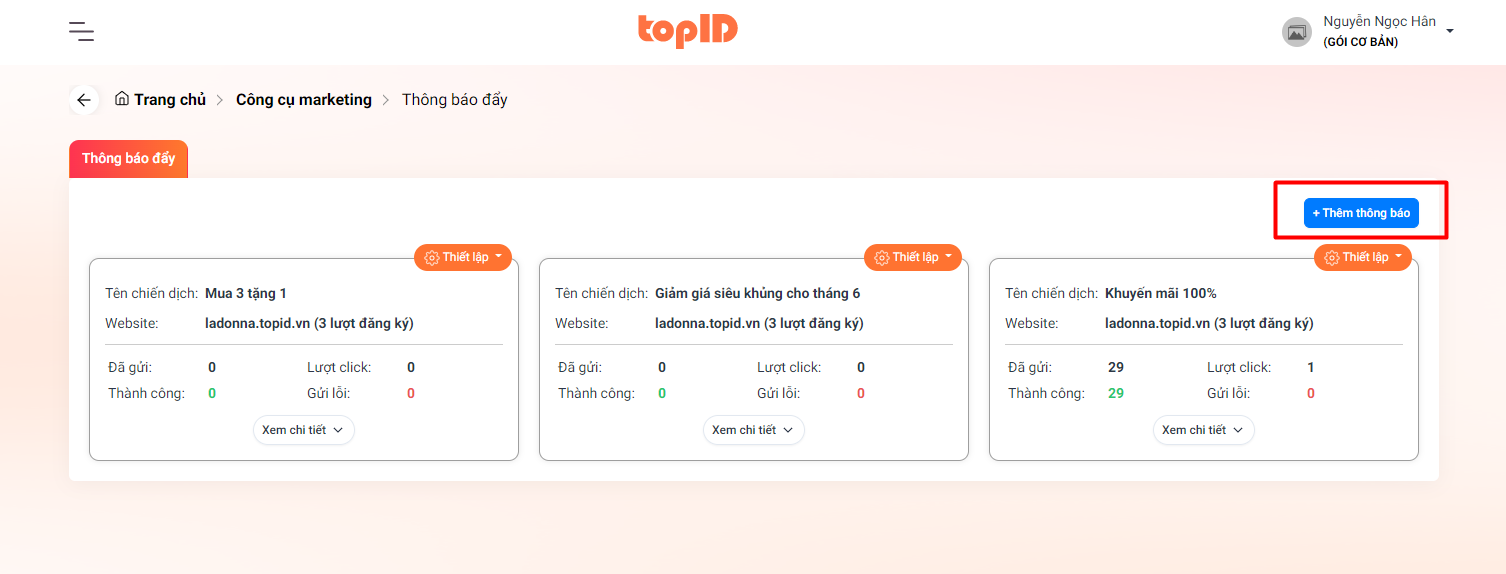 topID
Nguyễn Ngọc Hân
(GÓI CƠ BẢN)
Trang chủ > Công cụ marketing > Thông báo đẩy
Thông báo đẩy
+ Thêm thông báo
Thiết lập
Tên chiến dịch: Mua 3 tặng 1
Website: ladonna.topid.vn (3 lượt đăng ký)
Đã gửi: 0 Lượt click: 0
Thành công: 0 Gửi lỗi: 0
Xem chi tiết
Thiết lập
Tên chiến dịch: Giảm giá siêu khủng cho tháng 6
Website: ladonna.topid.vn (3 lượt đăng ký)
Đã gửi: 0 Lượt click: 0
Thành công: 0 Gửi lỗi: 0
Xem chi tiết
Thiết lập
Tên chiến dịch: Khuyến mãi 100%
Website: ladonna.topid.vn (3 lượt đăng ký)
Đã gửi: 29 Lượt click: 1
Thành công: 29 Gửi lỗi: 0
Xem chi tiết